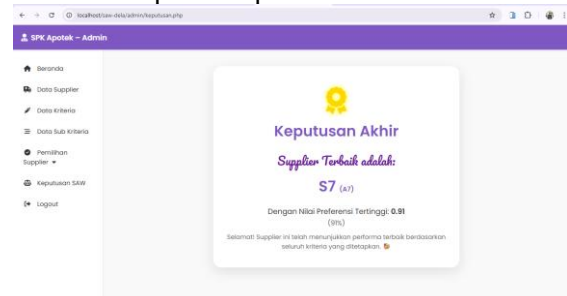 localhost/saw-dela/admin/keputusan.php
SPK Apotek – Admin
Beranda
Data Supplier
Data Kriteria
Data Sub Kriteria
Pemilihan
Supplier
Keputusan SAW
Logout
Keputusan Akhir
Supplier Terbaik adalah:
S7 (A7)
Dengan Nilai Preferensi Tertinggi: 0.91
(91%)
Selamat! Supplier ini telah menunjukkan performa terbaik berdasarkan
seluruh kriteria yang ditetapkan.